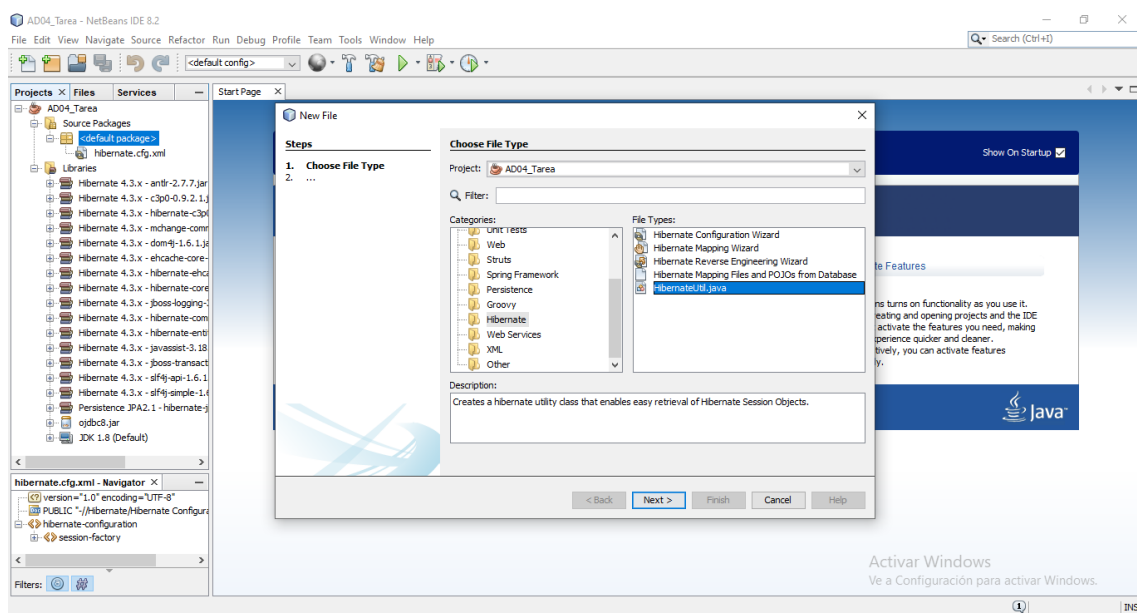 AD04_Tarea - NetBeans IDE 8.2
File Edit View Navigate Source Refactor Run Debug Profile Team Tools Window Help
Search (Ctrl+I)
<default config>
Projects Files Services
Start Page
AD04_Tarea
Source Packages
<default package>
hibernate.cfg.xml
Libraries
Hibernate 4.3.x - antlr-2.7.7.jar
Hibernate 4.3.x - c3p0-0.9.2.1.j
Hibernate 4.3.x - hibernate-c3p
Hibernate 4.3.x - mchange-comm
Hibernate 4.3.x - dom4j-1.6.1.ja
Hibernate 4.3.x - ehcache-core-
Hibernate 4.3.x - hibernate-ehca
Hibernate 4.3.x - hibernate-core
Hibernate 4.3.x - jboss-logging-
Hibernate 4.3.x - hibernate-com
Hibernate 4.3.x - hibernate-enti
Hibernate 4.3.x - javassist-3.18
Hibernate 4.3.x - jboss-transact
Hibernate 4.3.x - slf4j-api-1.6.1
Hibernate 4.3.x - slf4j-simple-1.
Persistence JPA2.1 - hibernate-j
ojdbc8.jar
JDK 1.8 (Default)
hibernate.cfg.xml - Navigator
version="1.0" encoding="UTF-8"
PUBLIC "-//Hibernate/Hibernate Configura
hibernate-configuration
session-factory
Filters:
New File
Steps
1. Choose File Type
2. ...
Choose File Type
Project: AD04_Tarea
Filter:
Categories:
Unit Tests
Web
Struts
Spring Framework
Persistence
Groovy
Hibernate
Web Services
XML
Other
File Types:
Hibernate Configuration Wizard
Hibernate Mapping Wizard
Hibernate Reverse Engineering Wizard
Hibernate Mapping Files and POJOs from Database
HibernateUtil.java
Description:
Creates a hibernate utility class that enables easy retrieval of Hibernate Session Objects.
< Back Next > Finish Cancel Help
Show On Startup
te Features
ns turns on functionality as you use it.
eating and opening projects and the IDE
activate the features you need, making
xperience quicker and cleaner.
tively, you can activate features
ly.
Java
Activar Windows
Ve a Configuración para activar Windows.
1
INS